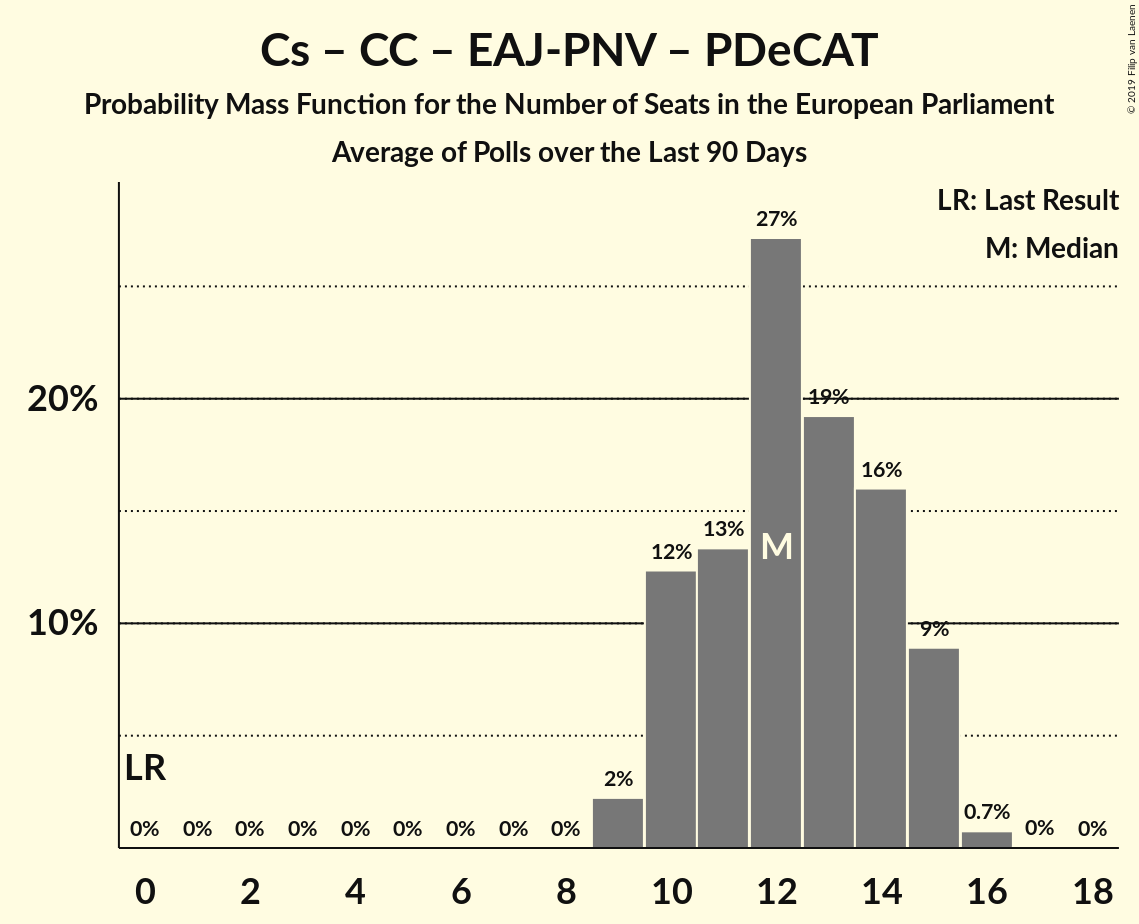 Cs – CC – EAJ-PNV – PDeCAT
Probability Mass Function for the Number of Seats in the European Parliament
Average of Polls over the Last 90 Days
© 2019 Filip van Laenen
LR: Last Result
M: Median
27%
20%
19%
16%
13%
12%
M
10%
9%
LR
2%
0.7%
0% 0% 0% 0% 0% 0% 0% 0% 0% 0% 0%
0 2 4 6 8 10 12 14 16 18